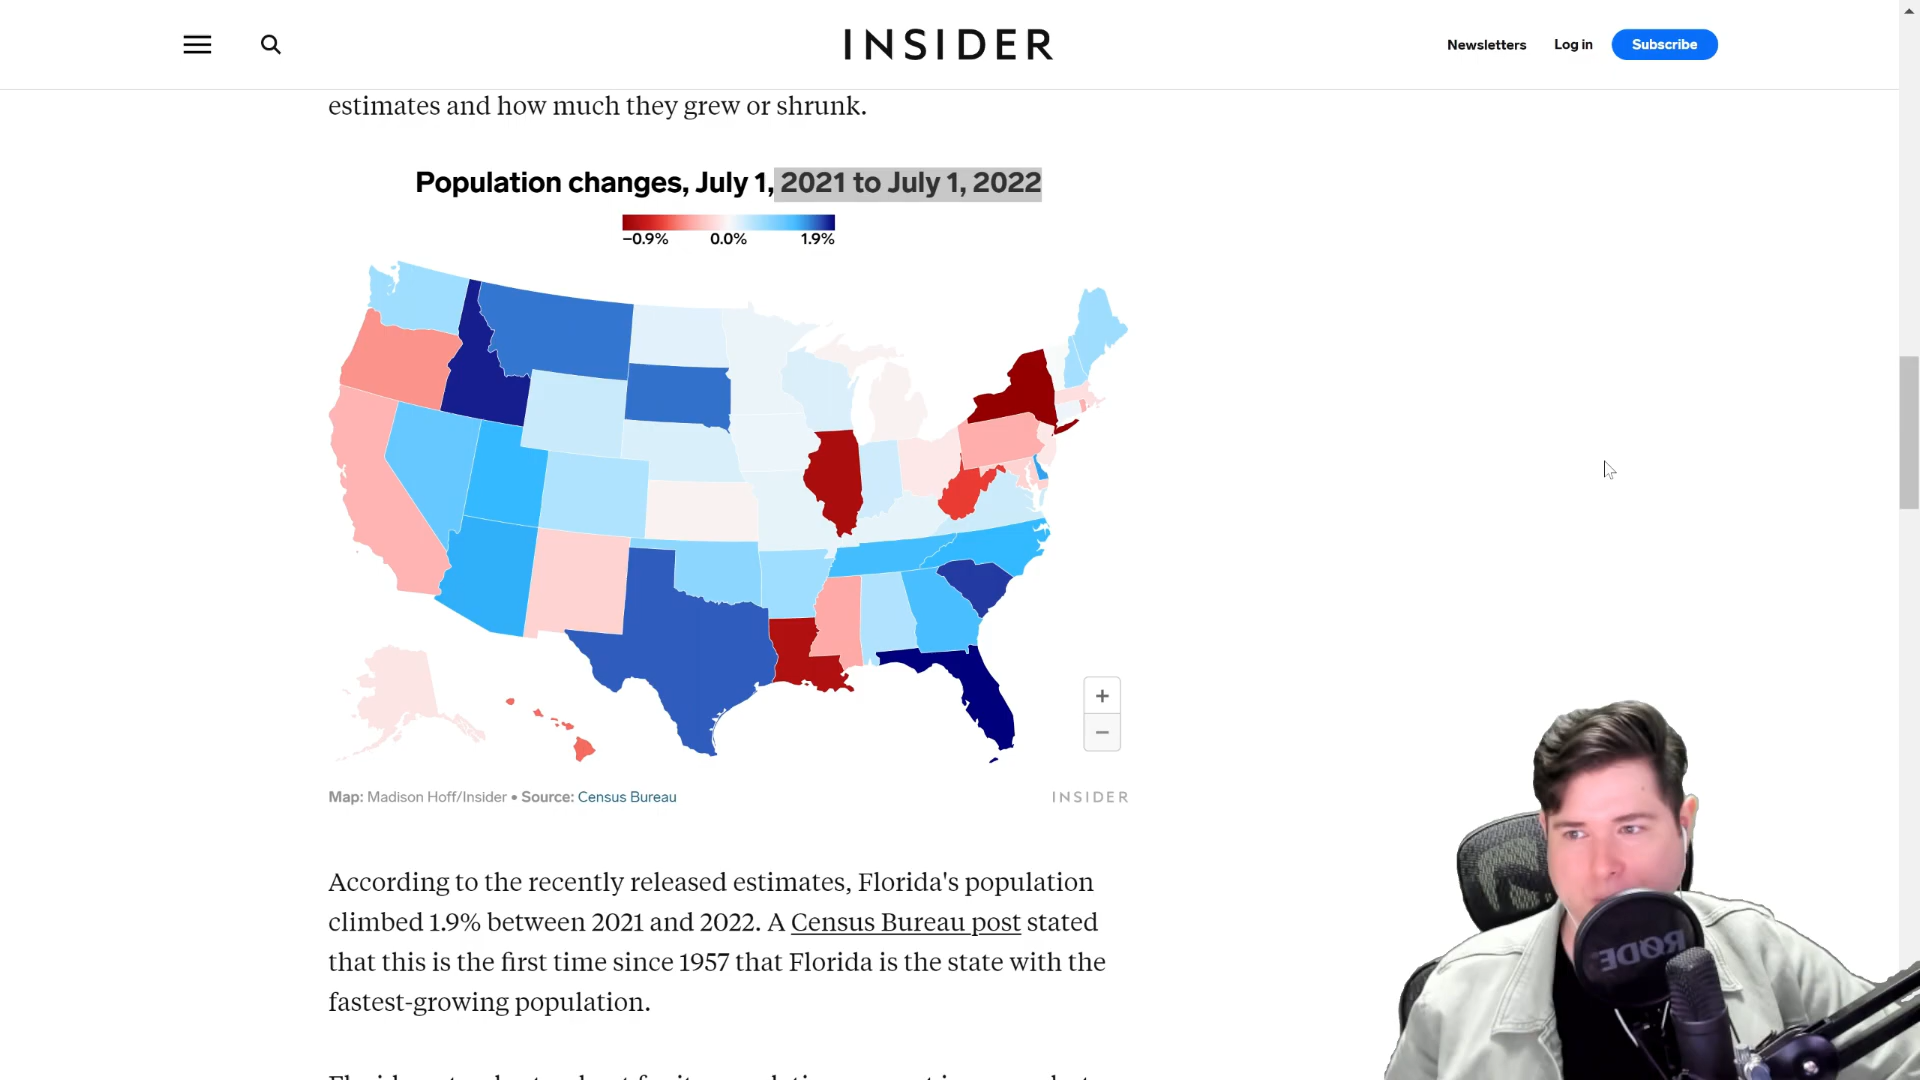 INSIDER
Newsletters
Log in
Subscribe
estimates and how much they grew or shrunk.
Population changes, July 1, 2021 to July 1, 2022
−0.9% 0.0% 1.9%
+
−
Map: Madison Hoff/Insider • Source: Census Bureau
INSIDER
According to the recently released estimates, Florida's population
climbed 1.9% between 2021 and 2022. A Census Bureau post stated
that this is the first time since 1957 that Florida is the state with the
fastest-growing population.
RØDE